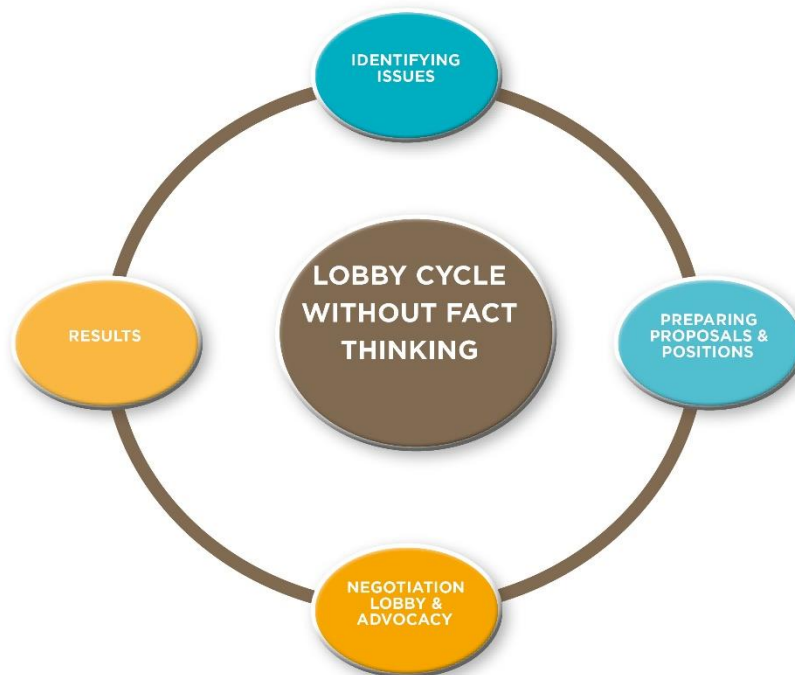 IDENTIFYING
ISSUES
LOBBY CYCLE
WITHOUT FACT
THINKING
PREPARING
PROPOSALS &
POSITIONS
RESULTS
NEGOTIATION
LOBBY &
ADVOCACY